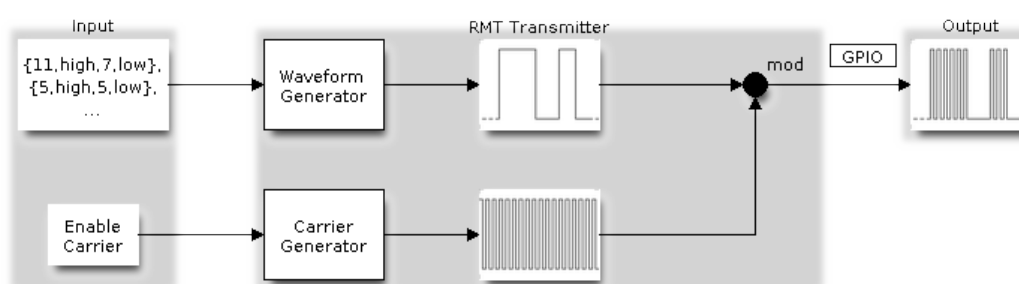 Input
RMT Transmitter
Output
{11,high,7,low},
{5,high,5,low},
...
Waveform
Generator
mod
GPIO
Enable
Carrier
Carrier
Generator